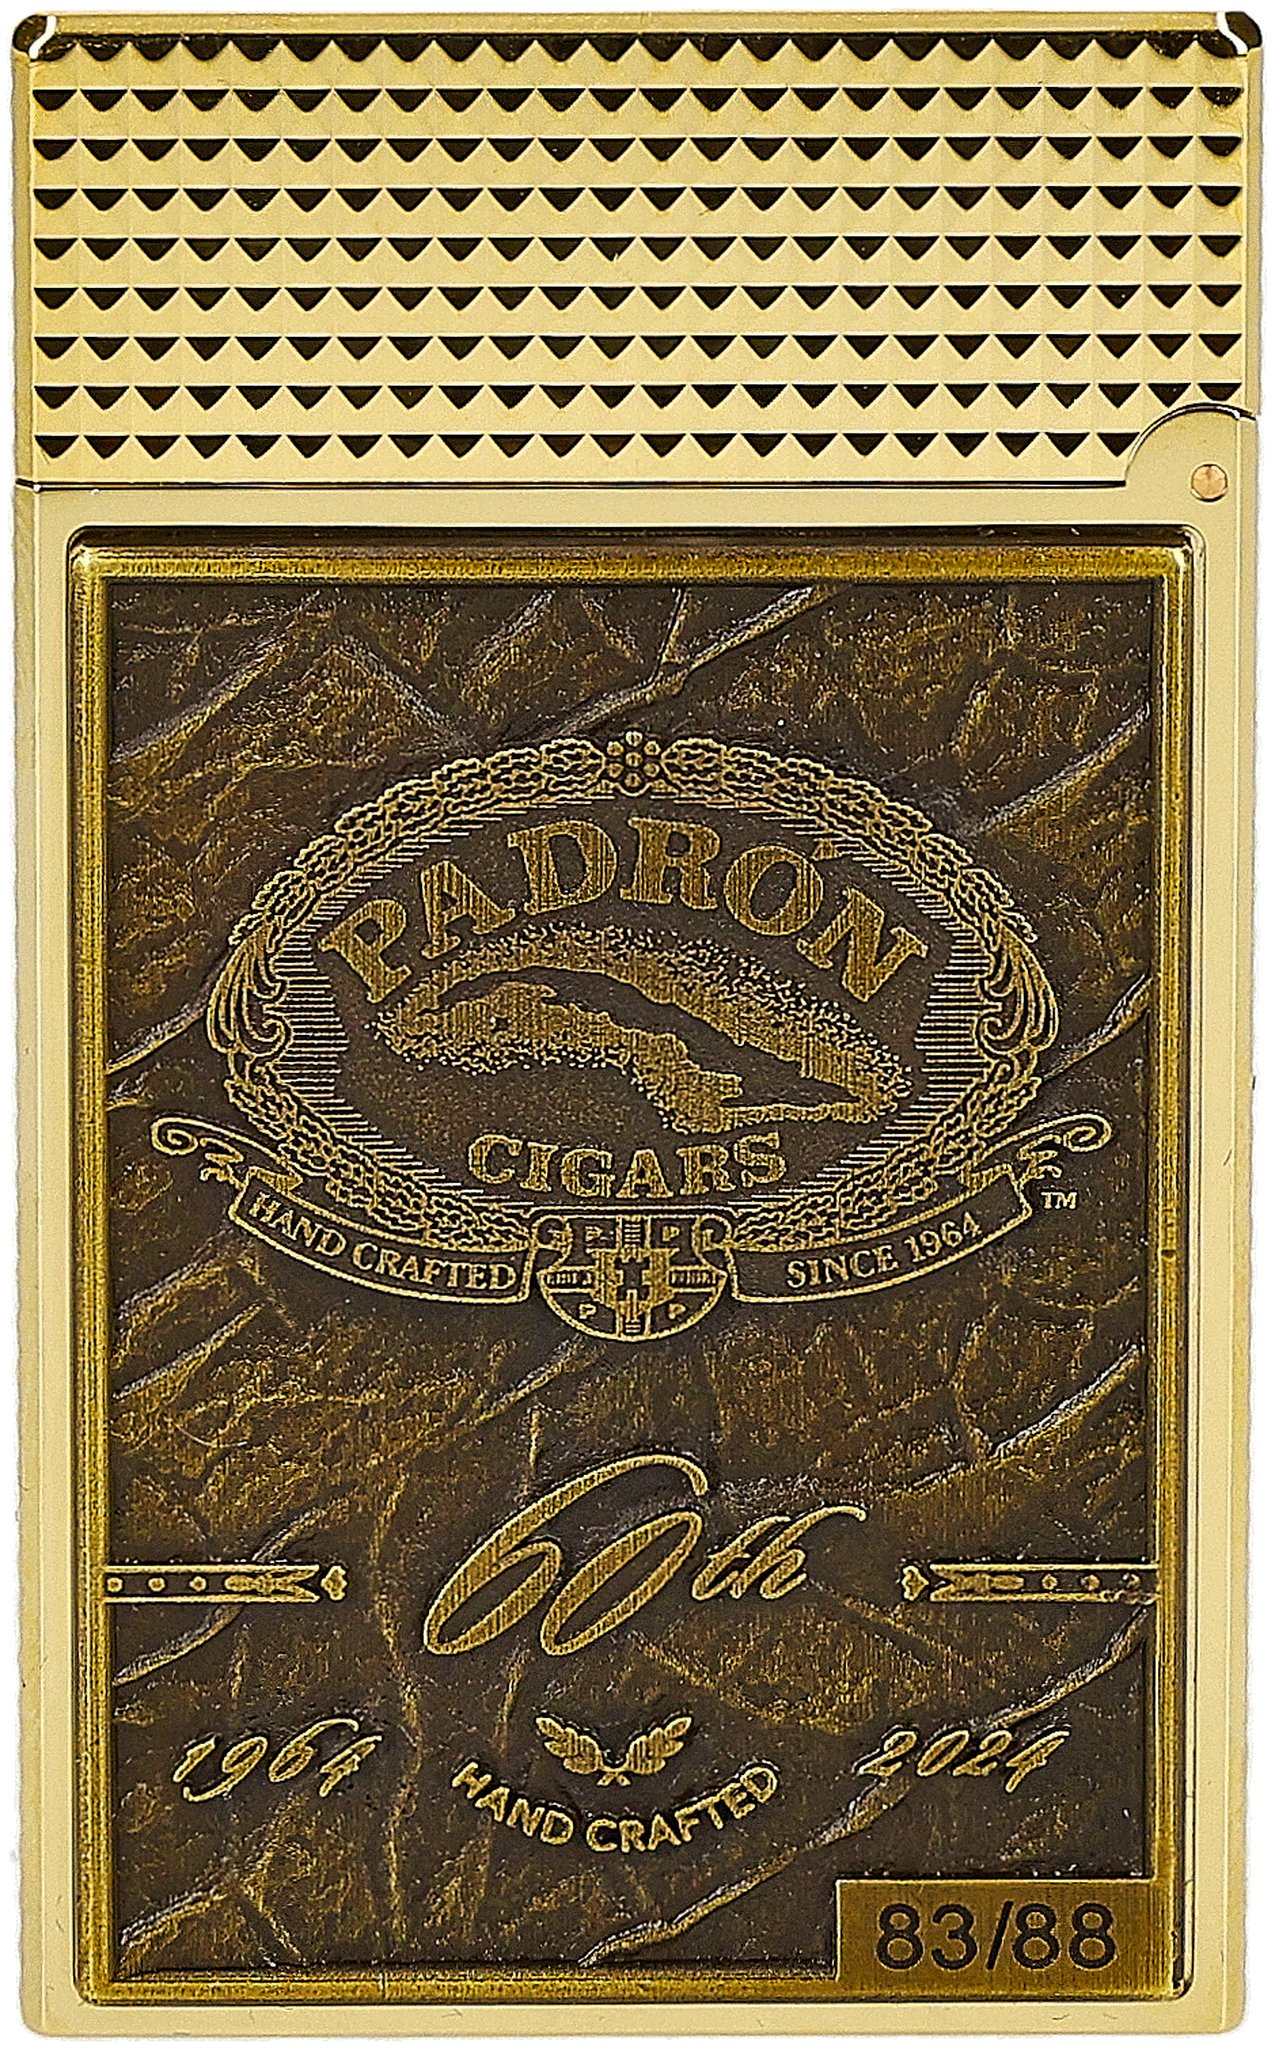 PADRÓN
CIGARS
HAND CRAFTED
SINCE 1964
TM
60th
1964
2024
HAND CRAFTED
83/88